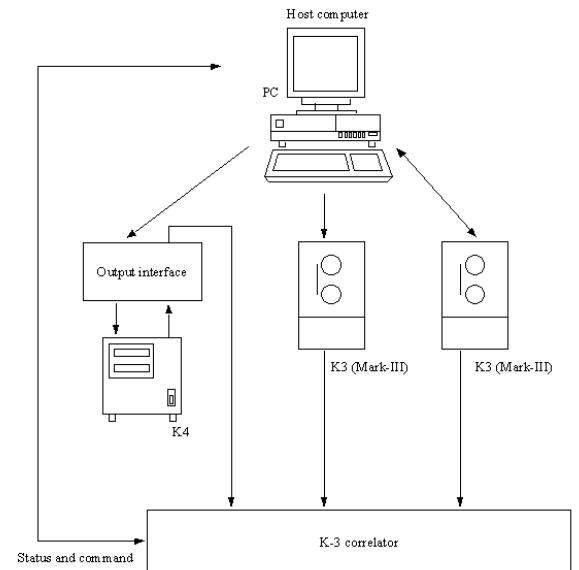 Host computer
PC
Output interface
K3 (Mark-III)
K3 (Mark-III)
K4
K-3 correlator
Status and command